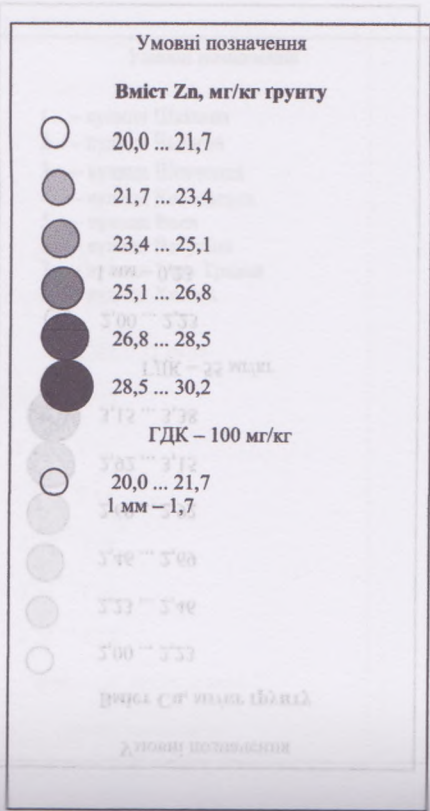 Умовні позначення
Вміст Zn, мг/кг ґрунту
20,0 ... 21,7
21,7 ... 23,4
23,4 ... 25,1
25,1 ... 26,8
26,8 ... 28,5
28,5 ... 30,2
ГДК – 100 мг/кг
20,0 ... 21,7
1 мм – 1,7